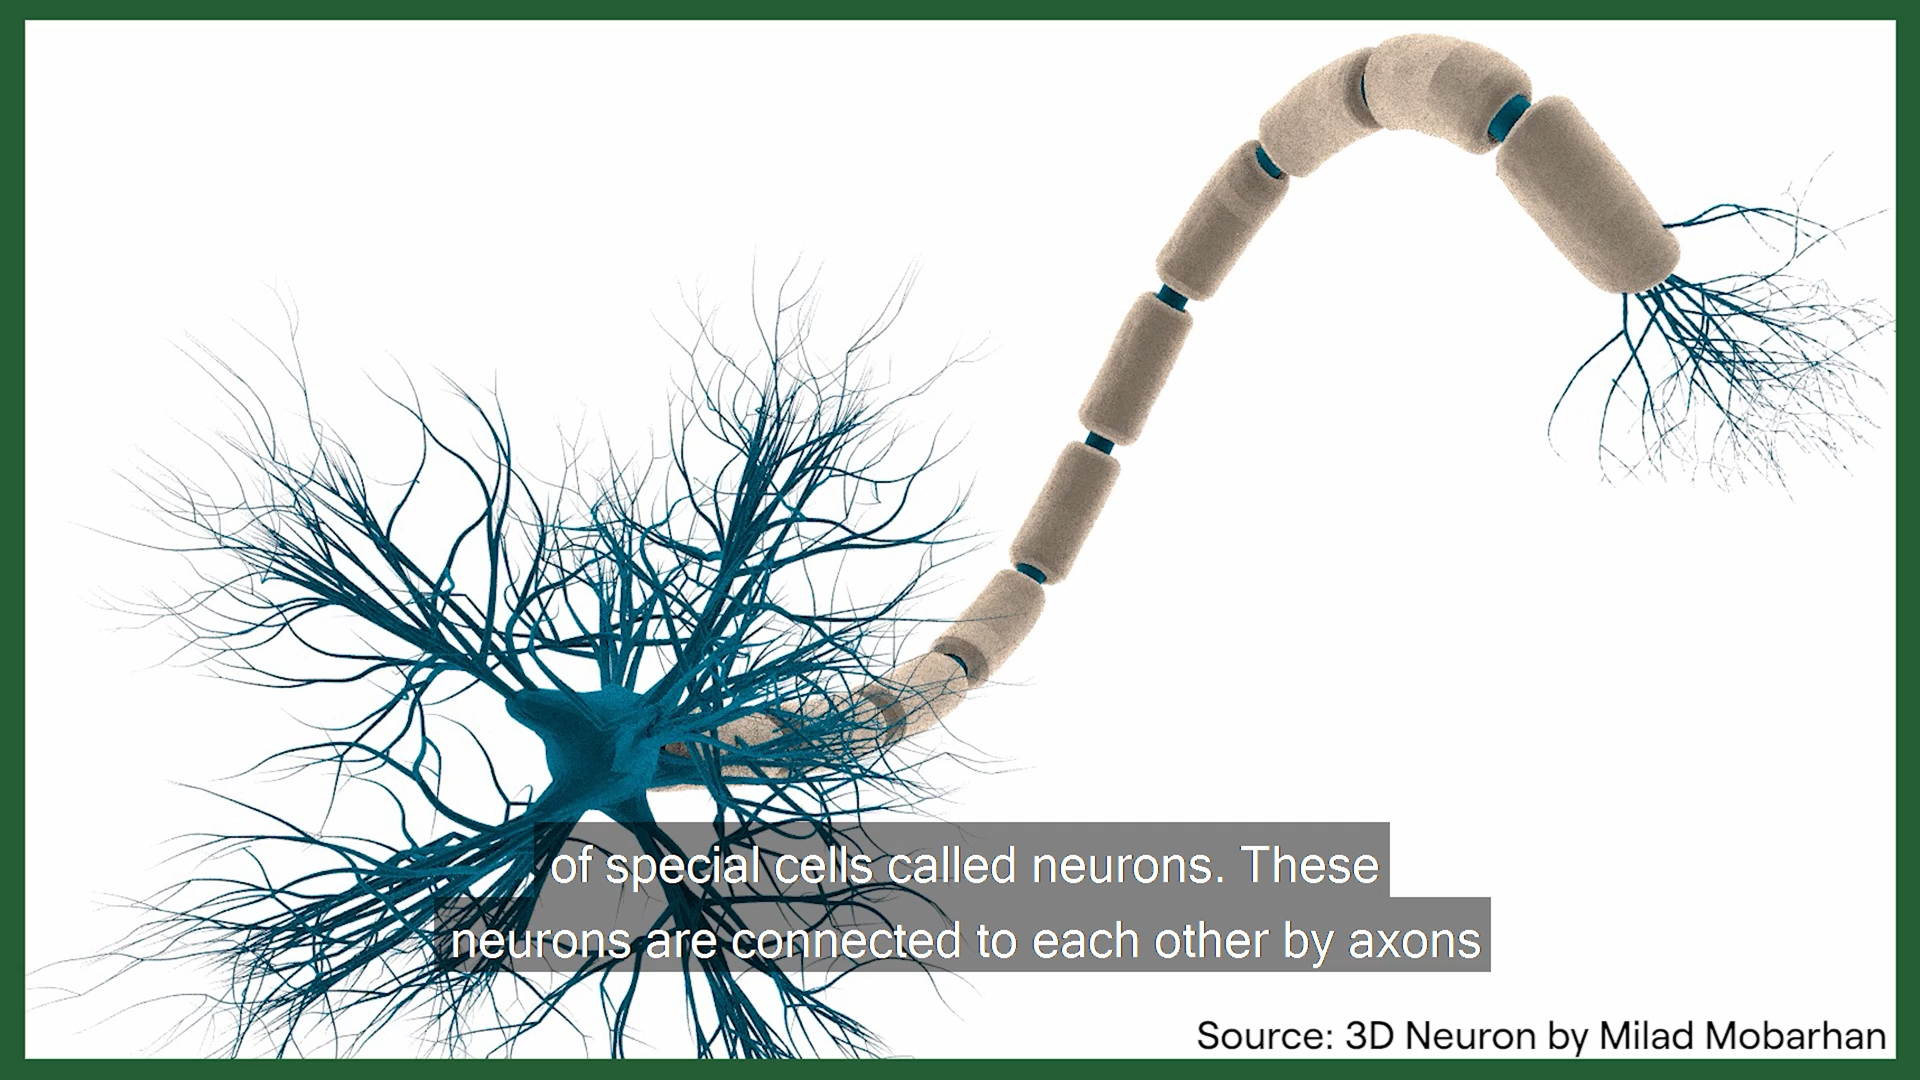 of special cells called neurons. These
neurons are connected to each other by axons
Source: 3D Neuron by Milad Mobarhan